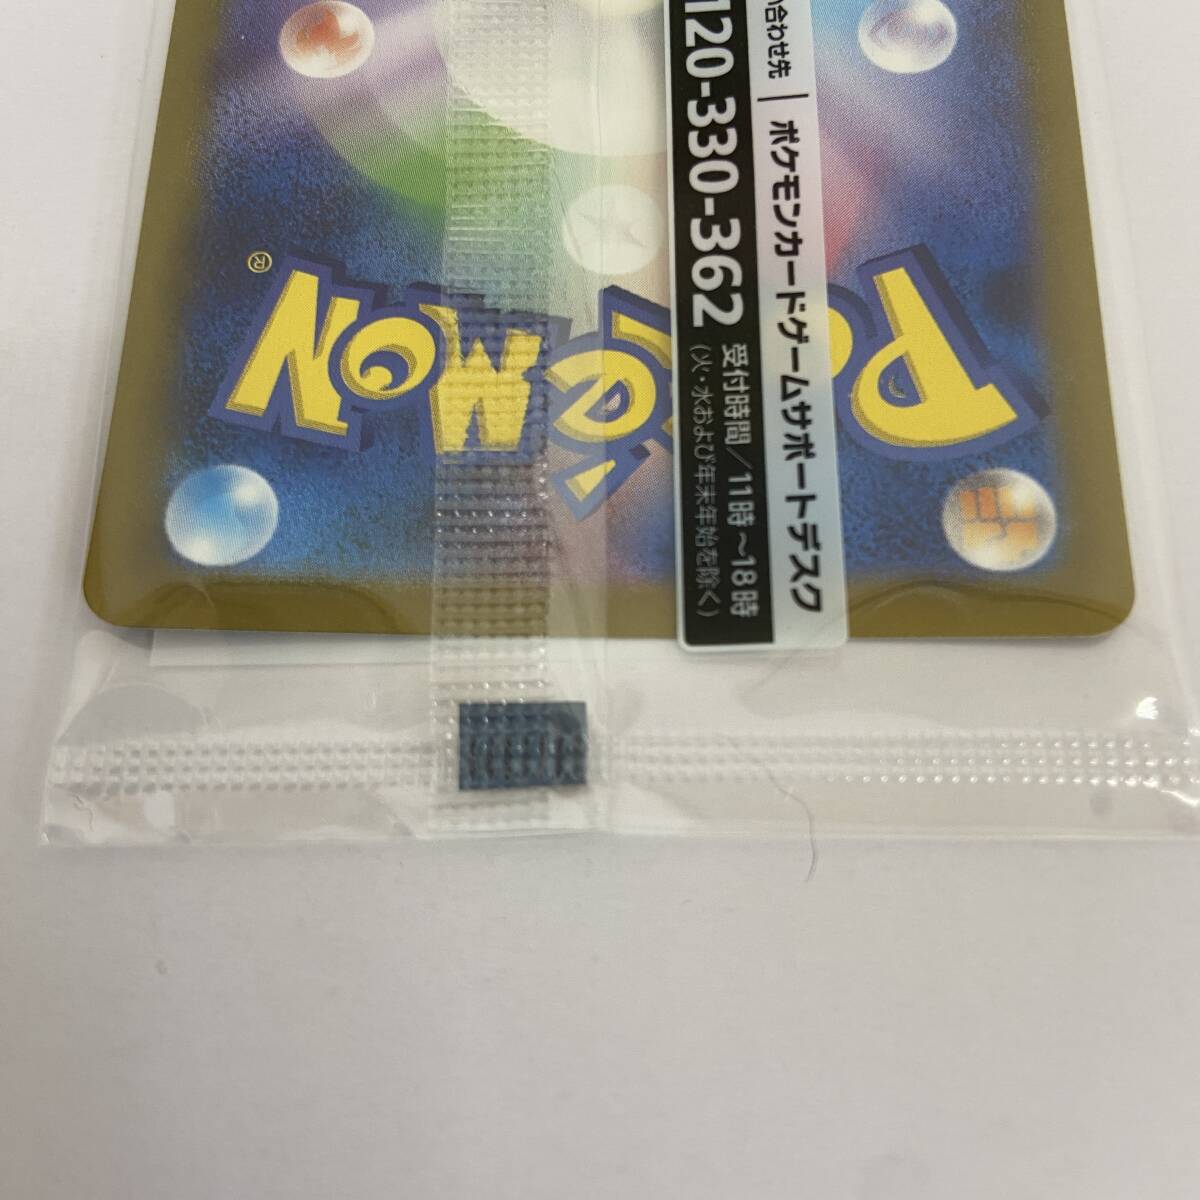 い合わせ先 | ポケモンカードゲームサポートデスク
120-330-362 受付時間／11時～18時
(火・水および年末年始を除く)
Pokémon
®